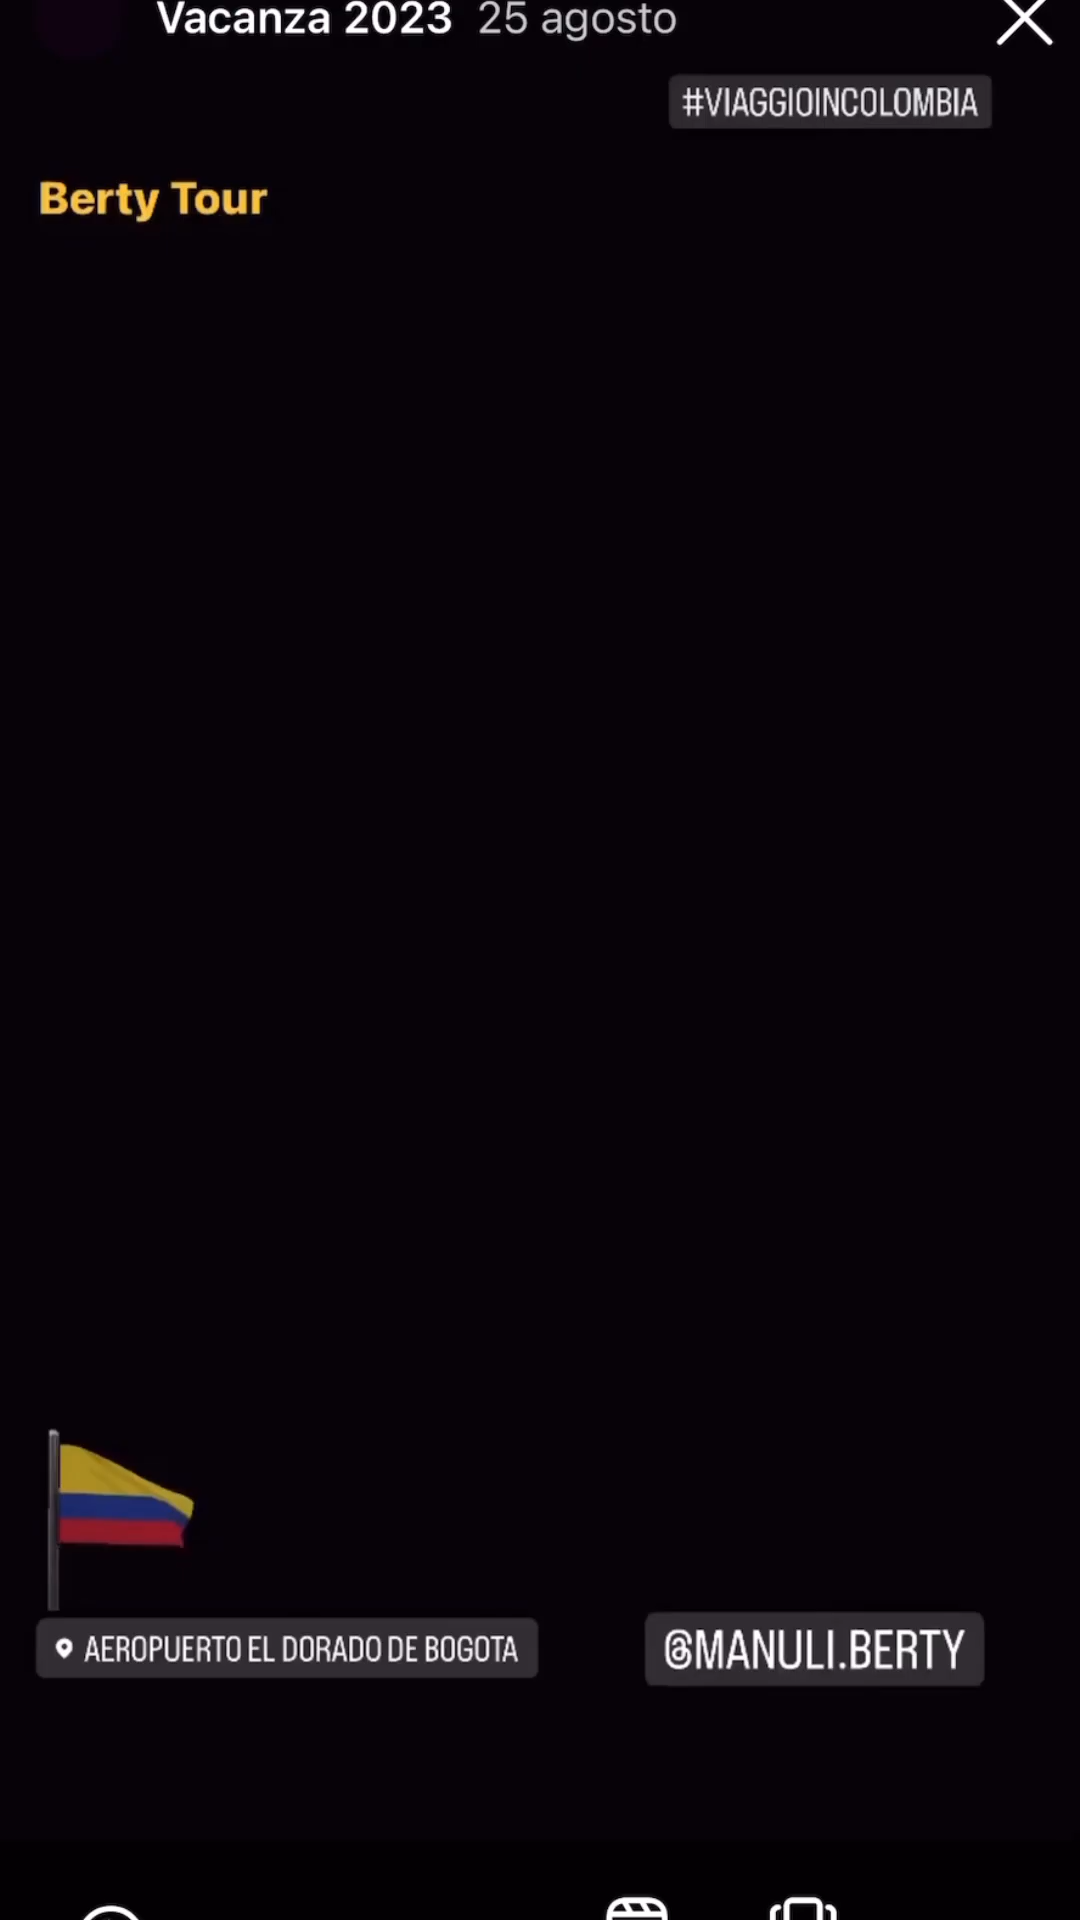 Vacanza 2023 25 agosto
#VIAGGIOINCOLOMBIA
Berty Tour
AEROPUERTO EL DORADO DE BOGOTA
@MANULI.BERTY